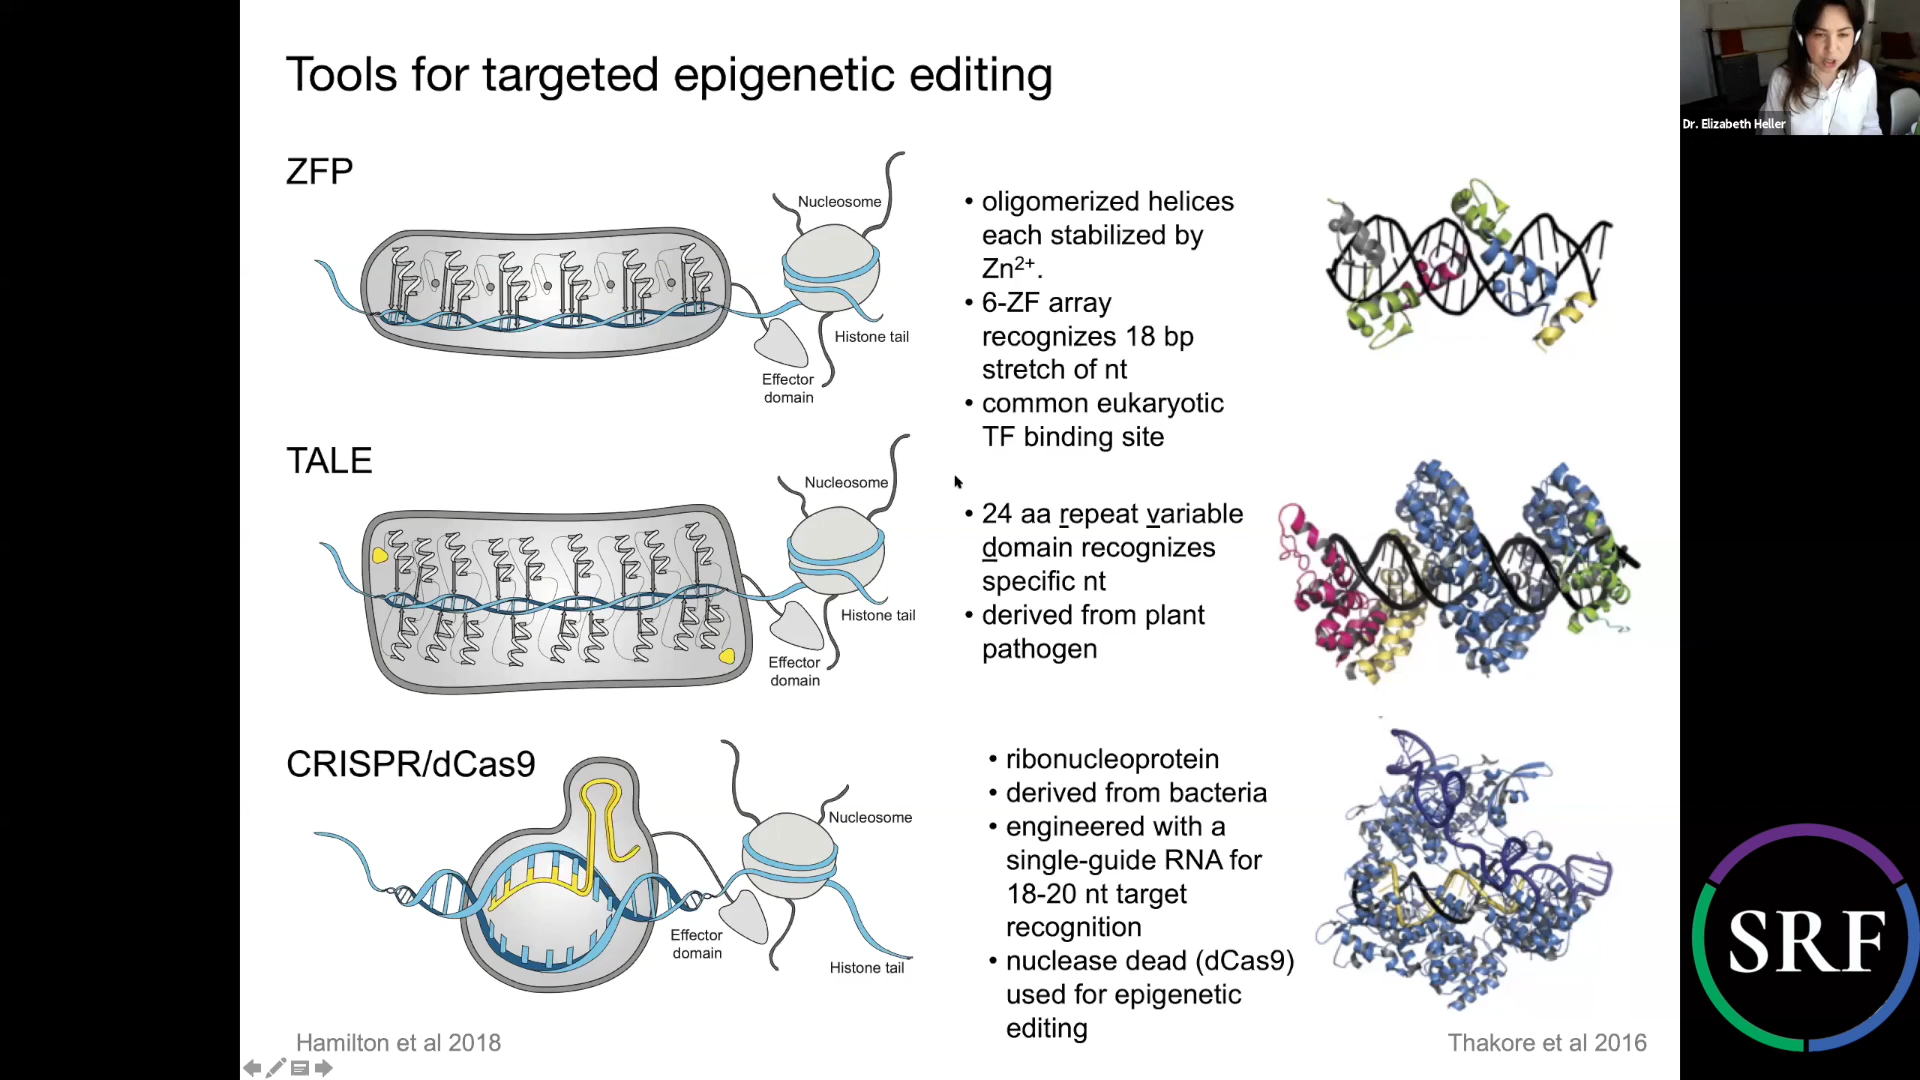 Tools for targeted epigenetic editing
Dr. Elizabeth Heller
ZFP
Nucleosome
Histone tail
Effector
domain
• oligomerized helices
each stabilized by
Zn²⁺.
• 6-ZF array
recognizes 18 bp
stretch of nt
• common eukaryotic
TF binding site
TALE
Nucleosome
Histone tail
Effector
domain
• 24 aa repeat variable
domain recognizes
specific nt
• derived from plant
pathogen
CRISPR/dCas9
Nucleosome
Effector
domain
Histone tail
• ribonucleoprotein
• derived from bacteria
• engineered with a
single-guide RNA for
18-20 nt target
recognition
• nuclease dead (dCas9)
used for epigenetic
editing
Hamilton et al 2018
Thakore et al 2016
SRF